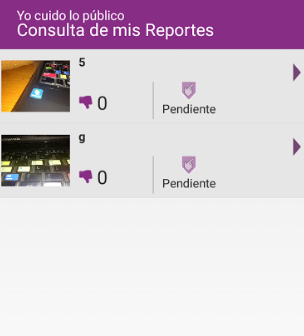 Yo cuido lo público
Consulta de mis Reportes
5
0
Pendiente
g
0
Pendiente